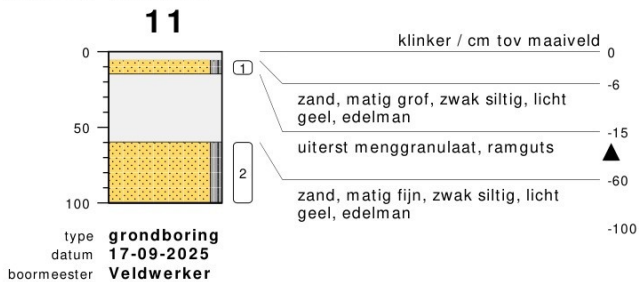 11
klinker / cm tov maaiveld
0
0
1
-6
zand, matig grof, zwak siltig, licht
geel, edelman
50
-15
uiterst menggranulaat, ramguts
2
-60
zand, matig fijn, zwak siltig, licht
geel, edelman
100
-100
type grondboring
datum 17-09-2025
boormeester Veldwerker